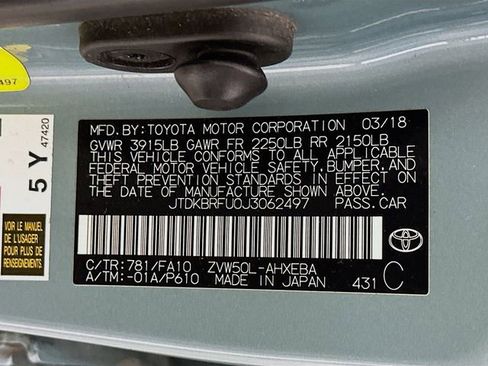 497
47420
5 Y
VOIR LE MANUEL
DE L'USAGER
POUR PLUS DE
RENSEIGNEMENTS
MFD. BY: TOYOTA MOTOR CORPORATION 03/18
GVWR 3915LB GAWR FR 2250LB RR 2150LB
THIS VEHICLE CONFORMS TO ALL APPLICABLE
FEDERAL MOTOR VEHICLE SAFETY, BUMPER, AND
THEFT PREVENTION STANDARDS IN EFFECT ON
THE DATE OF MANUFACTURE SHOWN ABOVE.
JTDKBRFU0J3062497 PASS.CAR
C/TR: 781/FA10 ZVW50L-AHXEBA
A/TM: -01A/P610 MADE IN JAPAN 431 C
TOYOTA